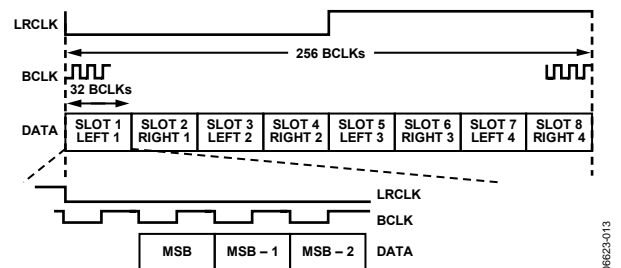 LRCLK
256 BCLKs
BCLK
32 BCLKs
DATA
SLOT 1 LEFT 1
SLOT 2 RIGHT 1
SLOT 3 LEFT 2
SLOT 4 RIGHT 2
SLOT 5 LEFT 3
SLOT 6 RIGHT 3
SLOT 7 LEFT 4
SLOT 8 RIGHT 4
LRCLK
BCLK
MSB MSB – 1 MSB – 2 DATA
06623-013